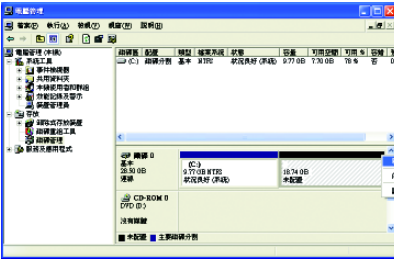 電腦管理
檔案(F) 執行(A) 檢視(V) 視窗(W) 說明(H)
電腦管理 (本機)
系統工具
事件檢視器
共用資料夾
本機使用者和群組
效能記錄及警示
裝置管理員
存放
卸除式存放裝置
磁碟重組工具
磁碟管理
服務及應用程式
磁碟區 配置 類型 檔案系統 狀態 容量 可用空間 可用 % 容錯
(C:) 磁碟分割 基本 NTFS 狀況良好 (系統) 9.77 GB 7.70 GB 78 % 否
磁碟 0
基本
28.50 GB
連線
(C:)
9.77 GB NTFS
狀況良好 (系統)
18.74 GB
未配置
CD-ROM 0
DVD (D:)
沒有媒體
未配置 主要磁碟分割